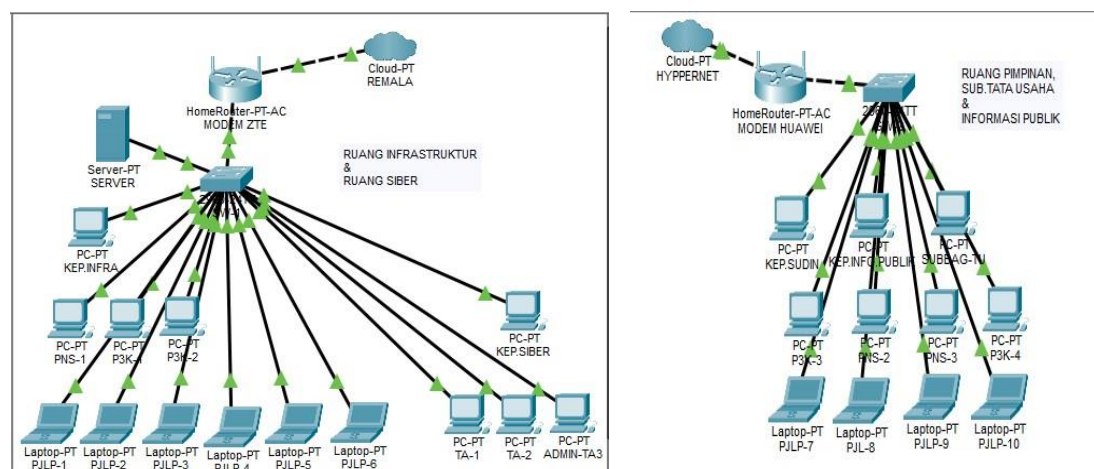 Cloud-PT
REMALA
HomeRouter-PT-AC
MODEM ZTE
Server-PT
SERVER
RUANG INFRASTRUKTUR
&
RUANG SIBER
PC-PT
KEP.INFRA
PC-PT
PNS-1
PC-PT
P3K-1
PC-PT
P3K-2
PC-PT
KEP.SIBER
Laptop-PT
PJLP-1
Laptop-PT
PJLP-2
Laptop-PT
PJLP-3
Laptop-PT
PJLP-4
Laptop-PT
PJLP-5
Laptop-PT
PJLP-6
PC-PT
TA-1
PC-PT
TA-2
PC-PT
ADMIN-TA3
Cloud-PT
HYPPERNET
HomeRouter-PT-AC
MODEM HUAWEI
RUANG PIMPINAN,
SUB.TATA USAHA
&
INFORMASI PUBLIK
PC-PT
KEP.SUDIN
PC-PT
KEP.INFO.PUBLIK
PC-PT
SUBBAG-TU
PC-PT
P3K-3
PC-PT
PNS-2
PC-PT
PNS-3
PC-PT
P3K-4
Laptop-PT
PJLP-7
Laptop-PT
PJL-8
Laptop-PT
PJLP-9
Laptop-PT
PJLP-10